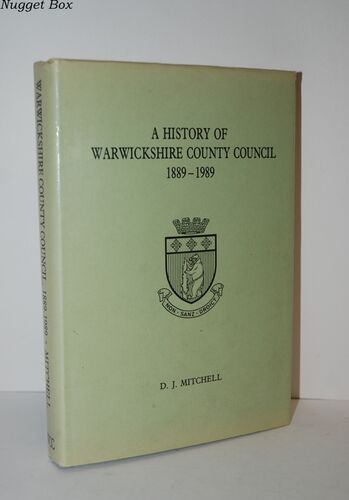 Nugget Box
A HISTORY OF
WARWICKSHIRE COUNTY COUNCIL
1889-1989
NON · SANZ · DROICT
D. J. MITCHELL
WARWICKSHIRE COUNTY COUNCIL 1889-1989 · MITCHELL